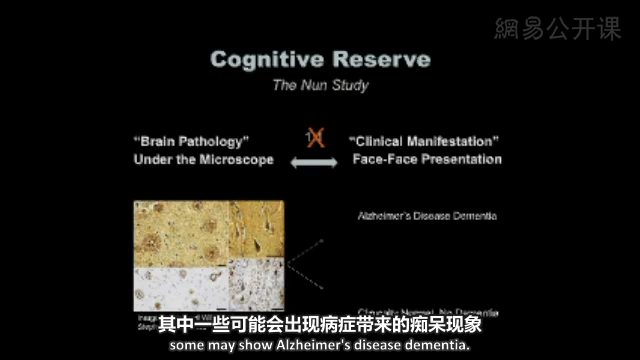 網易公开课
Cognitive Reserve
The Nun Study
"Brain Pathology"
Under the Microscope
"Clinical Manifestation"
Face-Face Presentation
Alzheimer's Disease Dementia
No Dementia
其中一些可能会出现病症带来的痴呆现象
some may show Alzheimer's disease dementia.